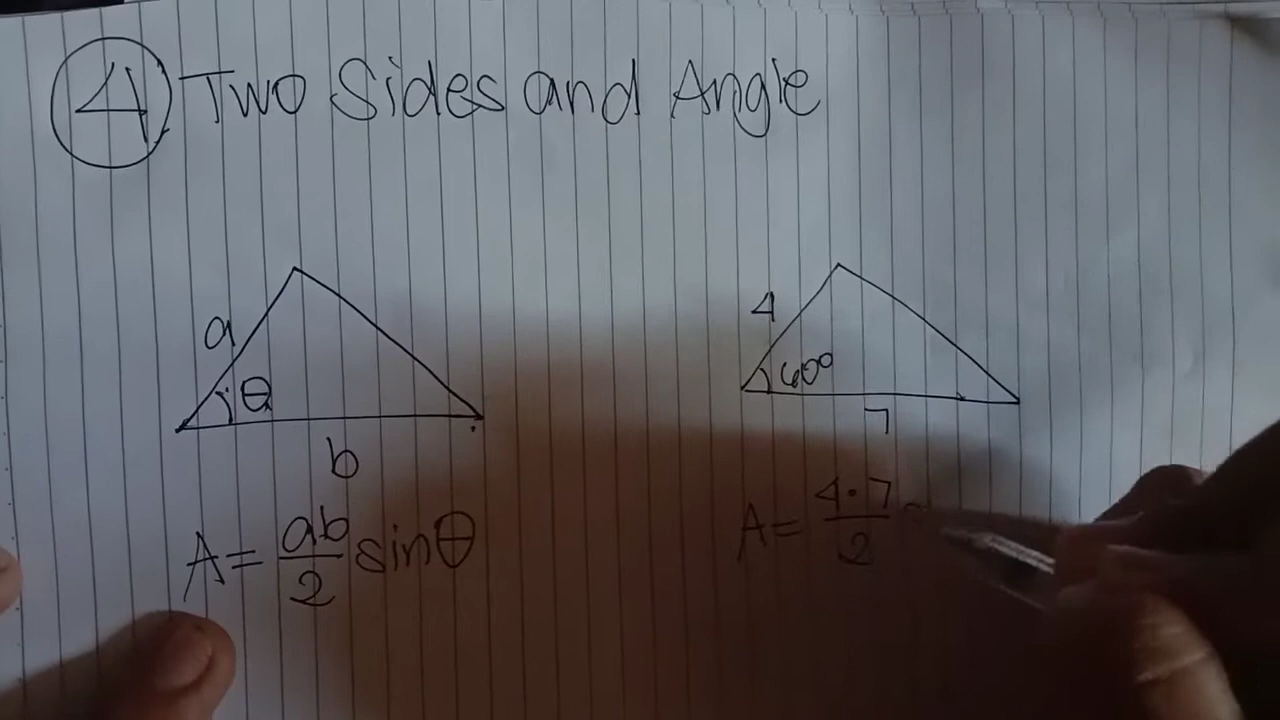 4 Two Sides and Angle
a
θ
b
A = ab/2 sinθ
4
60°
7
A = 4·7/2